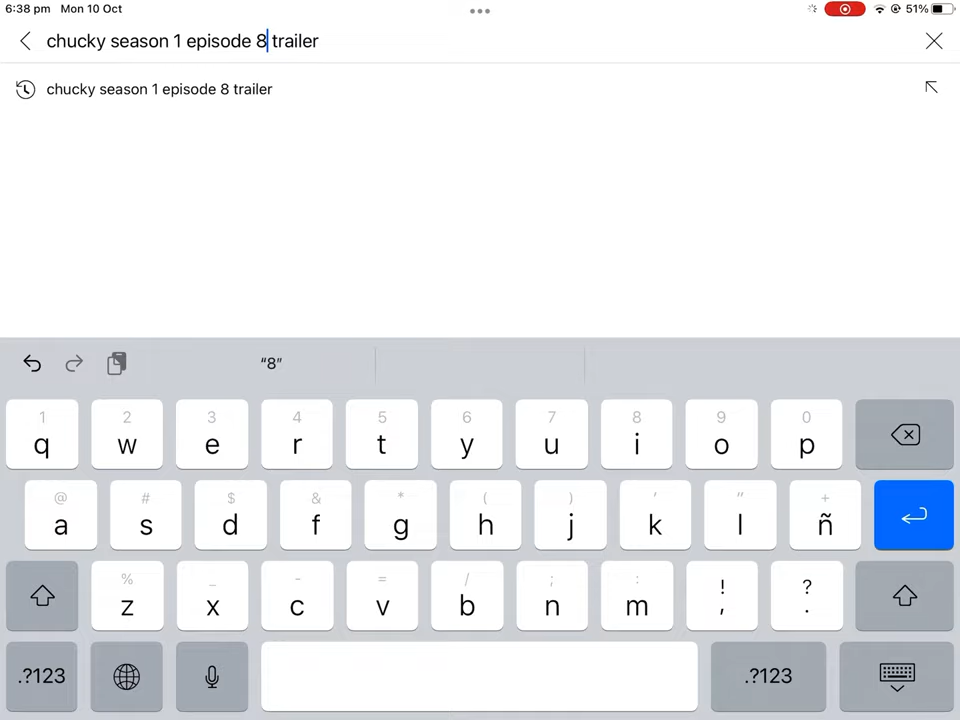 6:38 pm Mon 10 Oct 51%
chucky season 1 episode 8 trailer
chucky season 1 episode 8 trailer
“8”
1 2 3 4 5 6 7 8 9 0
q w e r t y u i o p
@ # $ & * ( ) ' " +
a s d f g h j k l ñ
% _ - = / ; : ! ?
z x c v b n m , .
.?123 .?123